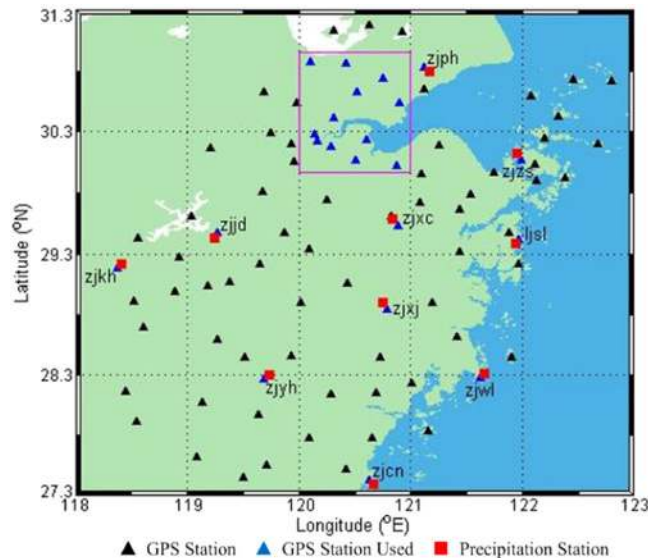 31.3
zjph
30.3
zjzs
zjxc
zjjd
ljsl
Latitude (°N)
29.3
zjkh
zjxj
28.3
zjyh
zjwl
zjcn
27.3
118 119 120 121 122 123
Longitude (°E)
GPS Station GPS Station Used Precipitation Station